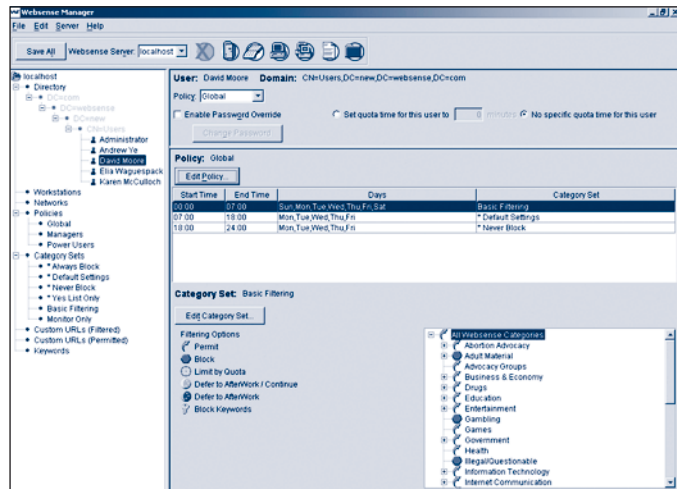 Websense Manager
File Edit Server Help
Save All Websense Server: localhost
localhost
Directory
DC=com
DC=websense
DC=new
CN=Users
Administrator
Andrew Ye
David Moore
Ella Waguespack
Karen McCulloch
Workstations
Networks
Policies
Global
Managers
Power Users
Category Sets
* Always Block
* Default Settings
* Never Block
* Yes List Only
Basic Filtering
Monitor Only
Custom URLs (Filtered)
Custom URLs (Permitted)
Keywords
User: David Moore Domain: CN=Users,DC=new,DC=websense,DC=com
Policy: Global
Enable Password Override Set quota time for this user to 0 minutes No specific quota time for this user
Change Password
Policy: Global
Edit Policy...
Start Time End Time Days Category Set
00:00 07:00 Sun,Mon,Tue,Wed,Thu,Fri,Sat Basic Filtering
07:00 18:00 Mon,Tue,Wed,Thu,Fri * Default Settings
18:00 24:00 Mon,Tue,Wed,Thu,Fri * Never Block
Category Set: Basic Filtering
Edit Category Set...
Filtering Options
Permit
Block
Limit by Quota
Defer to AfterWork / Continue
Defer to AfterWork
Block Keywords
All Websense Categories
Abortion Advocacy
Adult Material
Advocacy Groups
Business & Economy
Drugs
Education
Entertainment
Gambling
Games
Government
Health
Illegal/Questionable
Information Technology
Internet Communication